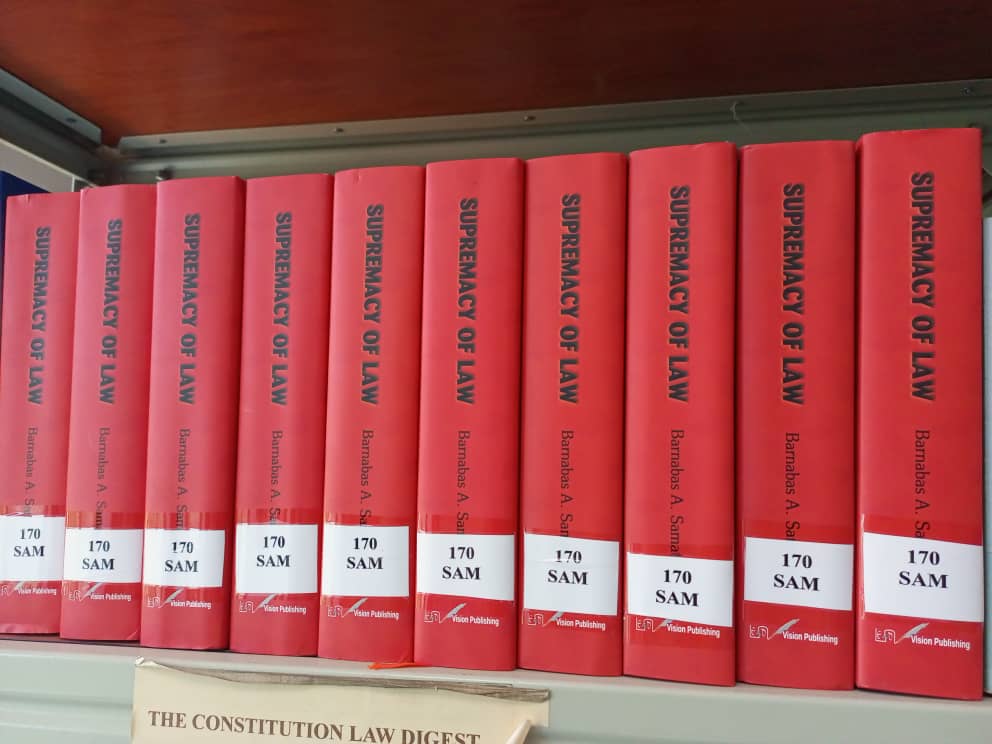 SUPREMACY OF LAW
Barnabas A.
170
SAM
Vision Publishing
SUPREMACY OF LAW
Barnabas A.
170
SAM
Vision Publishing
SUPREMACY OF LAW
Barnabas A.
170
SAM
Vision Publishing
SUPREMACY OF LAW
Barnabas A.
170
SAM
Vision Publishing
SUPREMACY OF LAW
Barnabas A.
170
SAM
Vision Publishing
SUPREMACY OF LAW
Barnabas A.
170
SAM
Vision Publishing
SUPREMACY OF LAW
Barnabas A.
170
SAM
Vision Publishing
SUPREMACY OF LAW
Barnabas A.
170
SAM
Vision Publishing
SUPREMACY OF LAW
Barnabas A.
170
SAM
Vision Publishing
SUPREMACY OF LAW
Barnabas A.
170
SAM
Vision Publishing
THE CONSTITUTION LAW DIGEST